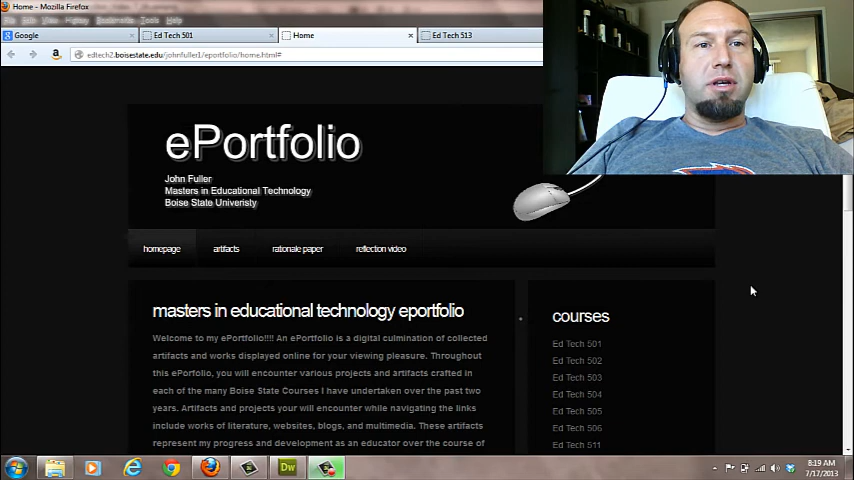 Home - Mozilla Firefox
File Edit View History Bookmarks Tools Help
Google
Ed Tech 501
Home
Ed Tech 513
edtech2.boisestate.edu/johnfuller1/eportfolio/home.html#
ePortfolio
John Fuller
Masters in Educational Technology
Boise State Univeristy
homepage
artifacts
rationale paper
reflection video
masters in educational technology eportfolio
Welcome to my ePortfolio!!!! An ePortfolio is a digital culmination of collected
artifacts and works displayed online for your viewing pleasure. Throughout
this ePorfolio, you will encounter various projects and artifacts crafted in
each of the many Boise State Courses I have undertaken over the past two
years. Artifacts and projects your will encounter while navigating the links
include works of literature, websites, blogs, and multimedia. These artifacts
represent my progress and development as an educator over the course of
courses
Ed Tech 501
Ed Tech 502
Ed Tech 503
Ed Tech 504
Ed Tech 505
Ed Tech 506
Ed Tech 511
Dw
8:19 AM
7/17/2013